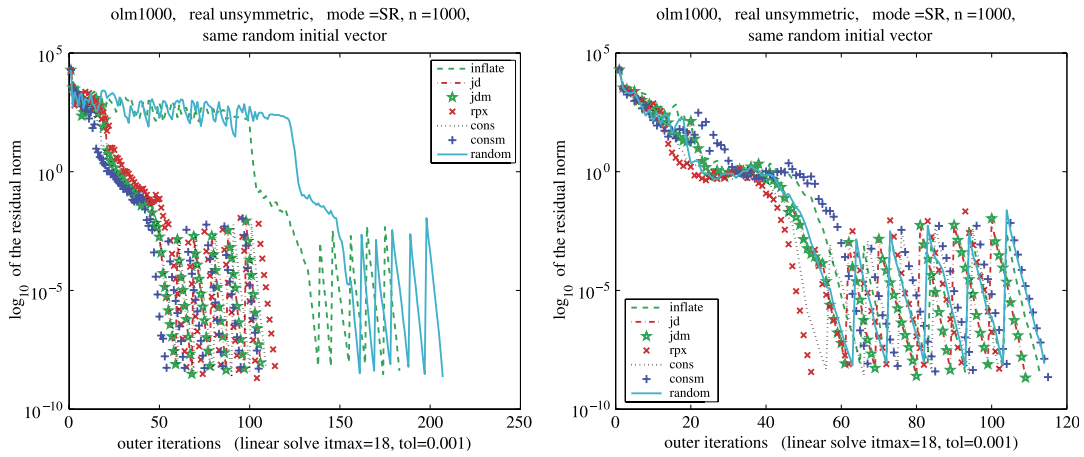 olm1000, real unsymmetric, mode =SR, n =1000,
same random initial vector
log10 of the residual norm
10^5
10^0
10^-5
10^-10
0 50 100 150 200 250
outer iterations (linear solve itmax=18, tol=0.001)
inflate
jd
jdm
rpx
cons
consm
random
olm1000, real unsymmetric, mode =SR, n =1000,
same random initial vector
log10 of the residual norm
10^5
10^0
10^-5
10^-10
0 20 40 60 80 100 120
outer iterations (linear solve itmax=18, tol=0.001)
inflate
jd
jdm
rpx
cons
consm
random